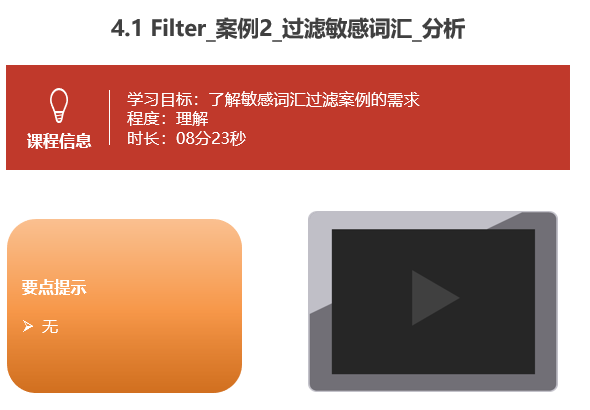 4.1 Filter_案例2_过滤敏感词汇_分析
学习目标：了解敏感词汇过滤案例的需求
程度：理解
课程信息
时长：08分23秒
要点提示
无